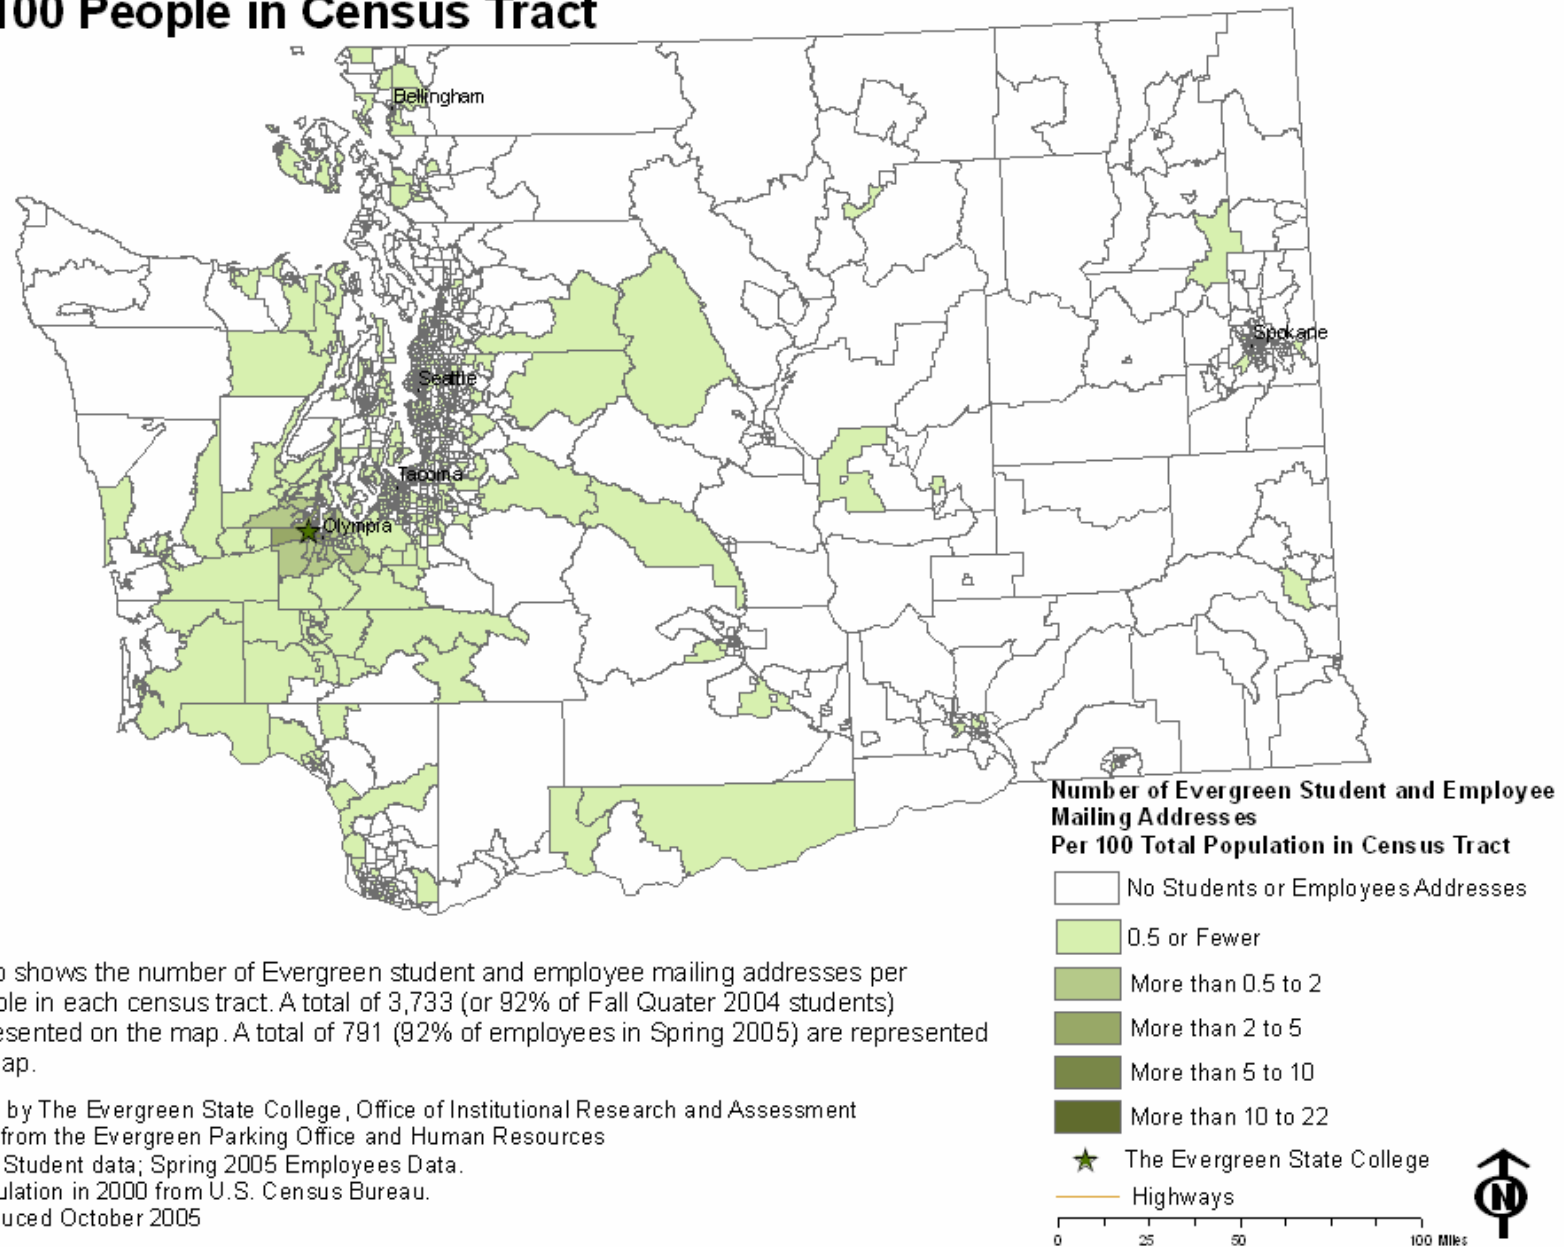 100 People in Census Tract
Bellingham
Spokane
Seattle
Tacoma
Olympia
Number of Evergreen Student and Employee
Mailing Addresses
Per 100 Total Population in Census Tract
No Students or Employees Addresses
0.5 or Fewer
More than 0.5 to 2
More than 2 to 5
More than 5 to 10
More than 10 to 22
The Evergreen State College
Highways
N
0 25 50 100 Miles
shows the number of Evergreen student and employee mailing addresses per
ple in each census tract. A total of 3,733 (or 92% of Fall Quater 2004 students)
esented on the map. A total of 791 (92% of employees in Spring 2005) are represented
ap.
by The Evergreen State College, Office of Institutional Research and Assessment
from the Evergreen Parking Office and Human Resources
Student data; Spring 2005 Employees Data.
ulation in 2000 from U.S. Census Bureau.
uced October 2005